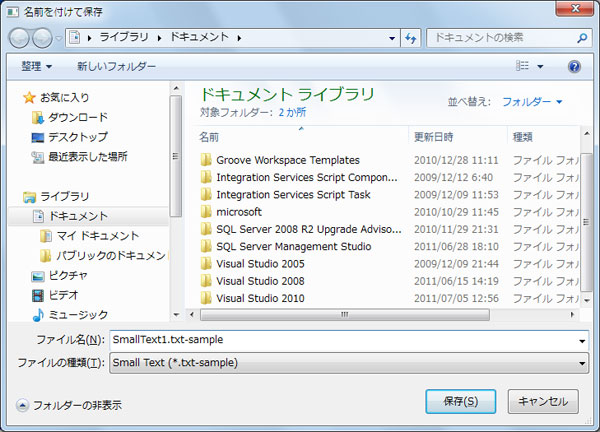 名前を付けて保存
ライブラリ ドキュメント ドキュメントの検索
整理 新しいフォルダー
お気に入り
ダウンロード
デスクトップ
最近表示した場所
ライブラリ
ドキュメント
マイ ドキュメント
パブリックのドキュメン
ピクチャ
ビデオ
ミュージック
ドキュメント ライブラリ
対象フォルダー: 2 か所
並べ替え: フォルダー
名前 更新日時 種類
Groove Workspace Templates 2010/12/28 11:11 ファイル フォル
Integration Services Script Compon... 2009/12/12 6:40 ファイル フォル
Integration Services Script Task 2009/12/09 11:53 ファイル フォル
microsoft 2010/10/29 11:45 ファイル フォル
SQL Server 2008 R2 Upgrade Adviso... 2010/11/29 21:31 ファイル フォル
SQL Server Management Studio 2011/06/28 18:10 ファイル フォル
Visual Studio 2005 2009/12/09 21:44 ファイル フォル
Visual Studio 2008 2011/06/15 14:19 ファイル フォル
Visual Studio 2010 2011/07/05 12:56 ファイル フォル
ファイル名(N): SmallText1.txt-sample
ファイルの種類(T): Small Text (*.txt-sample)
フォルダーの非表示 保存(S) キャンセル